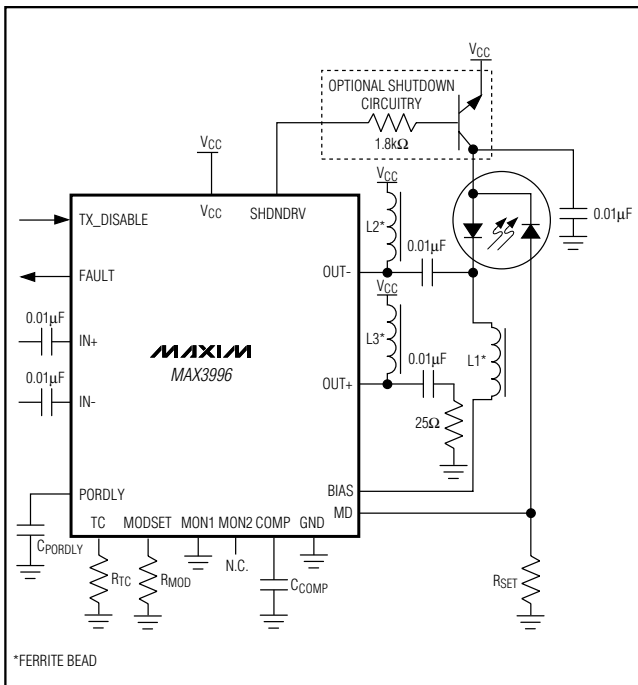 VCC
OPTIONAL SHUTDOWN
CIRCUITRY
1.8kΩ
VCC
VCC
SHDNDRV
VCC
0.01µF
TX_DISABLE
L2*
0.01µF
OUT-
FAULT
VCC
0.01µF
IN+
MAXIM
MAX3996
L3*
0.01µF
L1*
OUT+
0.01µF
IN-
25Ω
PORDLY
BIAS
MD
TC
MODSET
MON1
MON2
COMP
GND
CPORDLY
RTC
RMOD
N.C.
CCOMP
RSET
*FERRITE BEAD